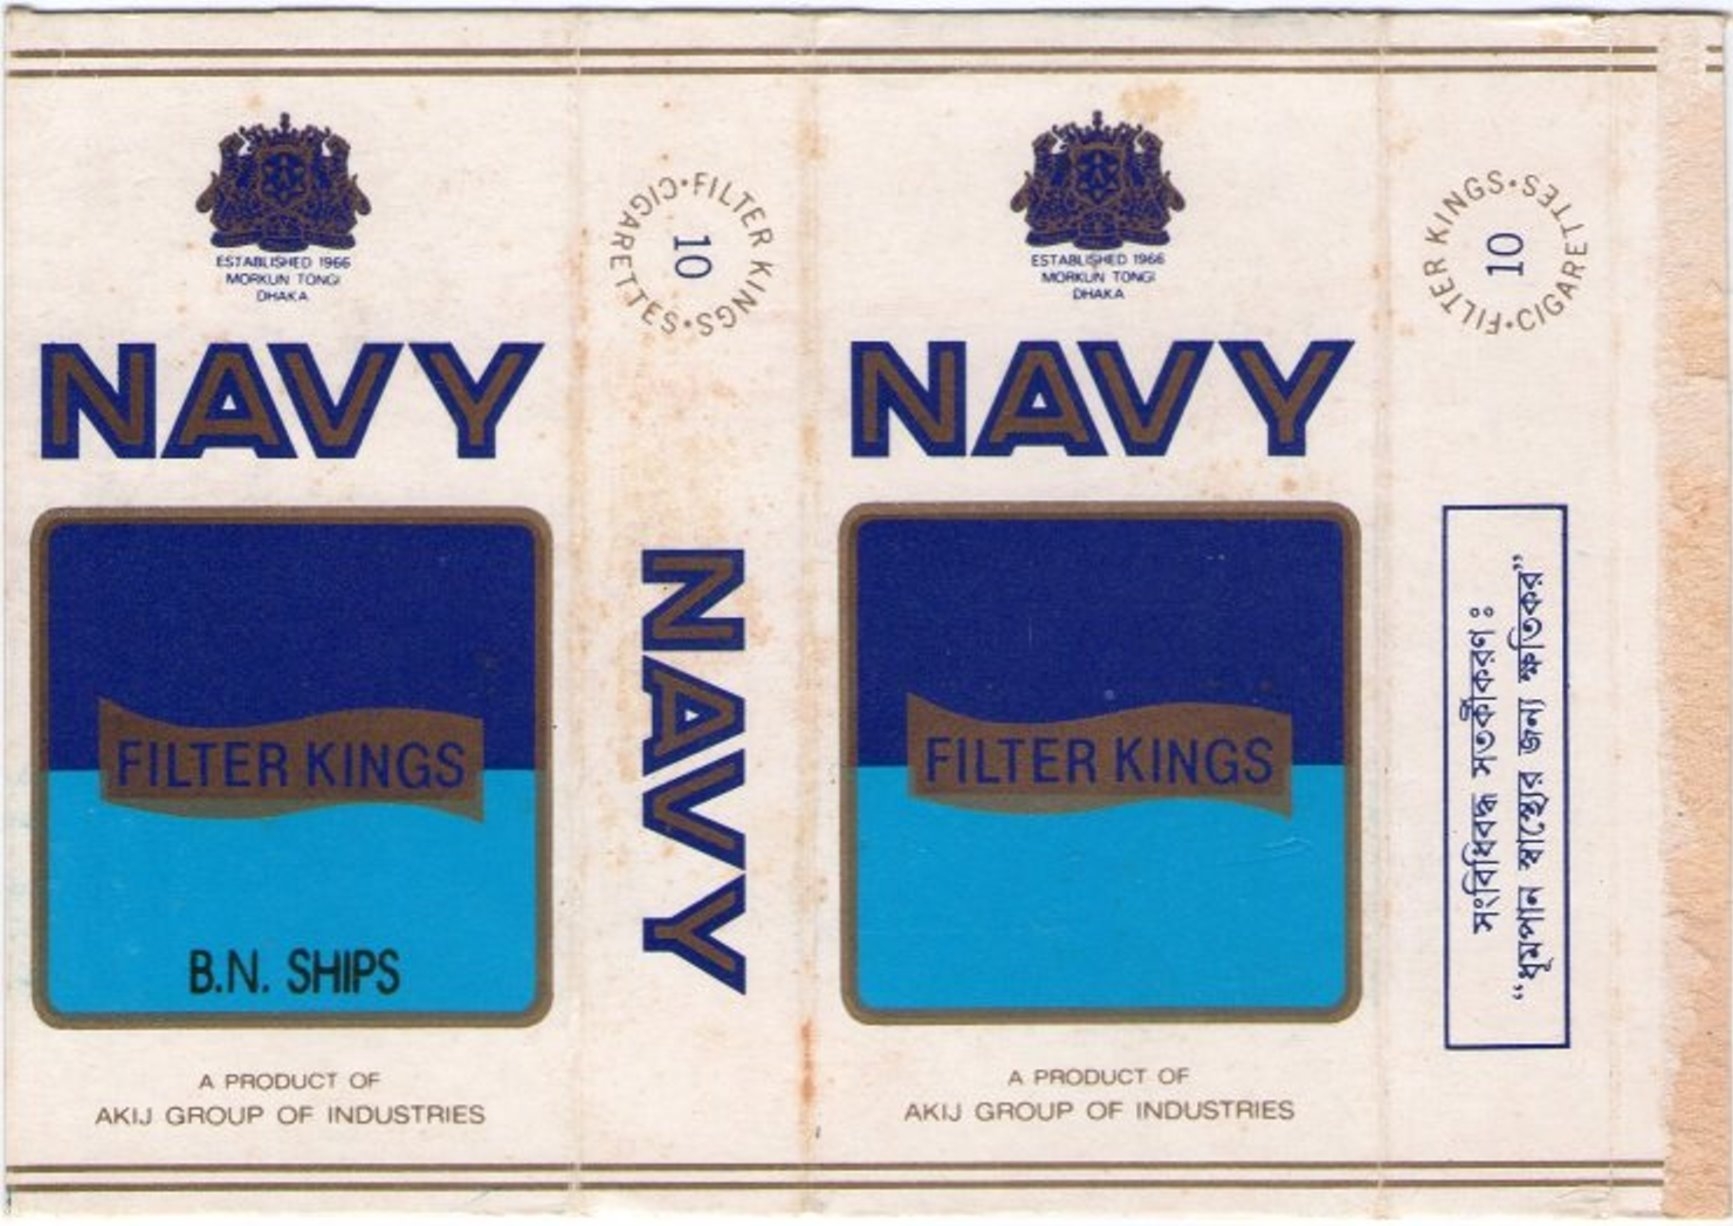 ESTABLISHED 1966
MORKUN TONGI
DHAKA
NAVY
FILTER KINGS
B.N. SHIPS
A PRODUCT OF
AKIJ GROUP OF INDUSTRIES
FILTER KINGS•CIGARETTES•
10
NAVY
ESTABLISHED 1966
MORKUN TONGI
DHAKA
NAVY
FILTER KINGS
A PRODUCT OF
AKIJ GROUP OF INDUSTRIES
FILTER KINGS•CIGARETTES•
10
সংবিধিবদ্ধ সতর্কীকরণ ঃ
“ধূমপান স্বাস্থ্যের জন্য ক্ষতিকর”